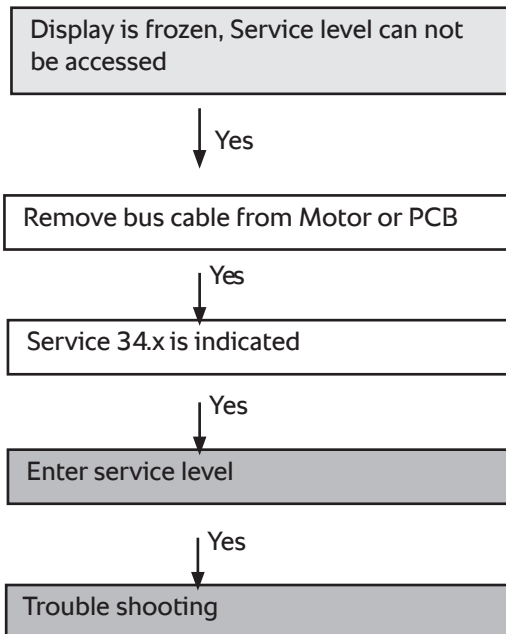 Display is frozen, Service level can not
be accessed
Yes
Remove bus cable from Motor or PCB
Yes
Service 34.x is indicated
Yes
Enter service level
Yes
Trouble shooting